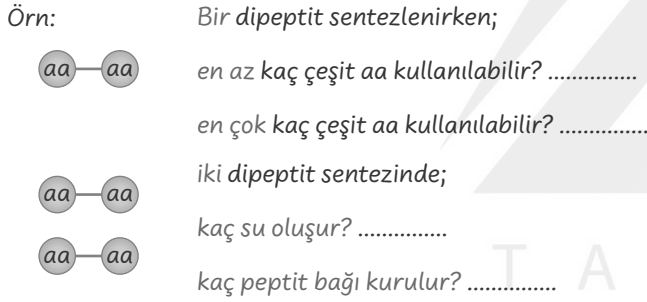 Örn:
Bir dipeptit sentezlenirken;
aa aa
en az kaç çeşit aa kullanılabilir? ...............
en çok kaç çeşit aa kullanılabilir? ...............
iki dipeptit sentezinde;
aa aa
kaç su oluşur? ...............
aa aa
kaç peptit bağı kurulur? ...............
T A